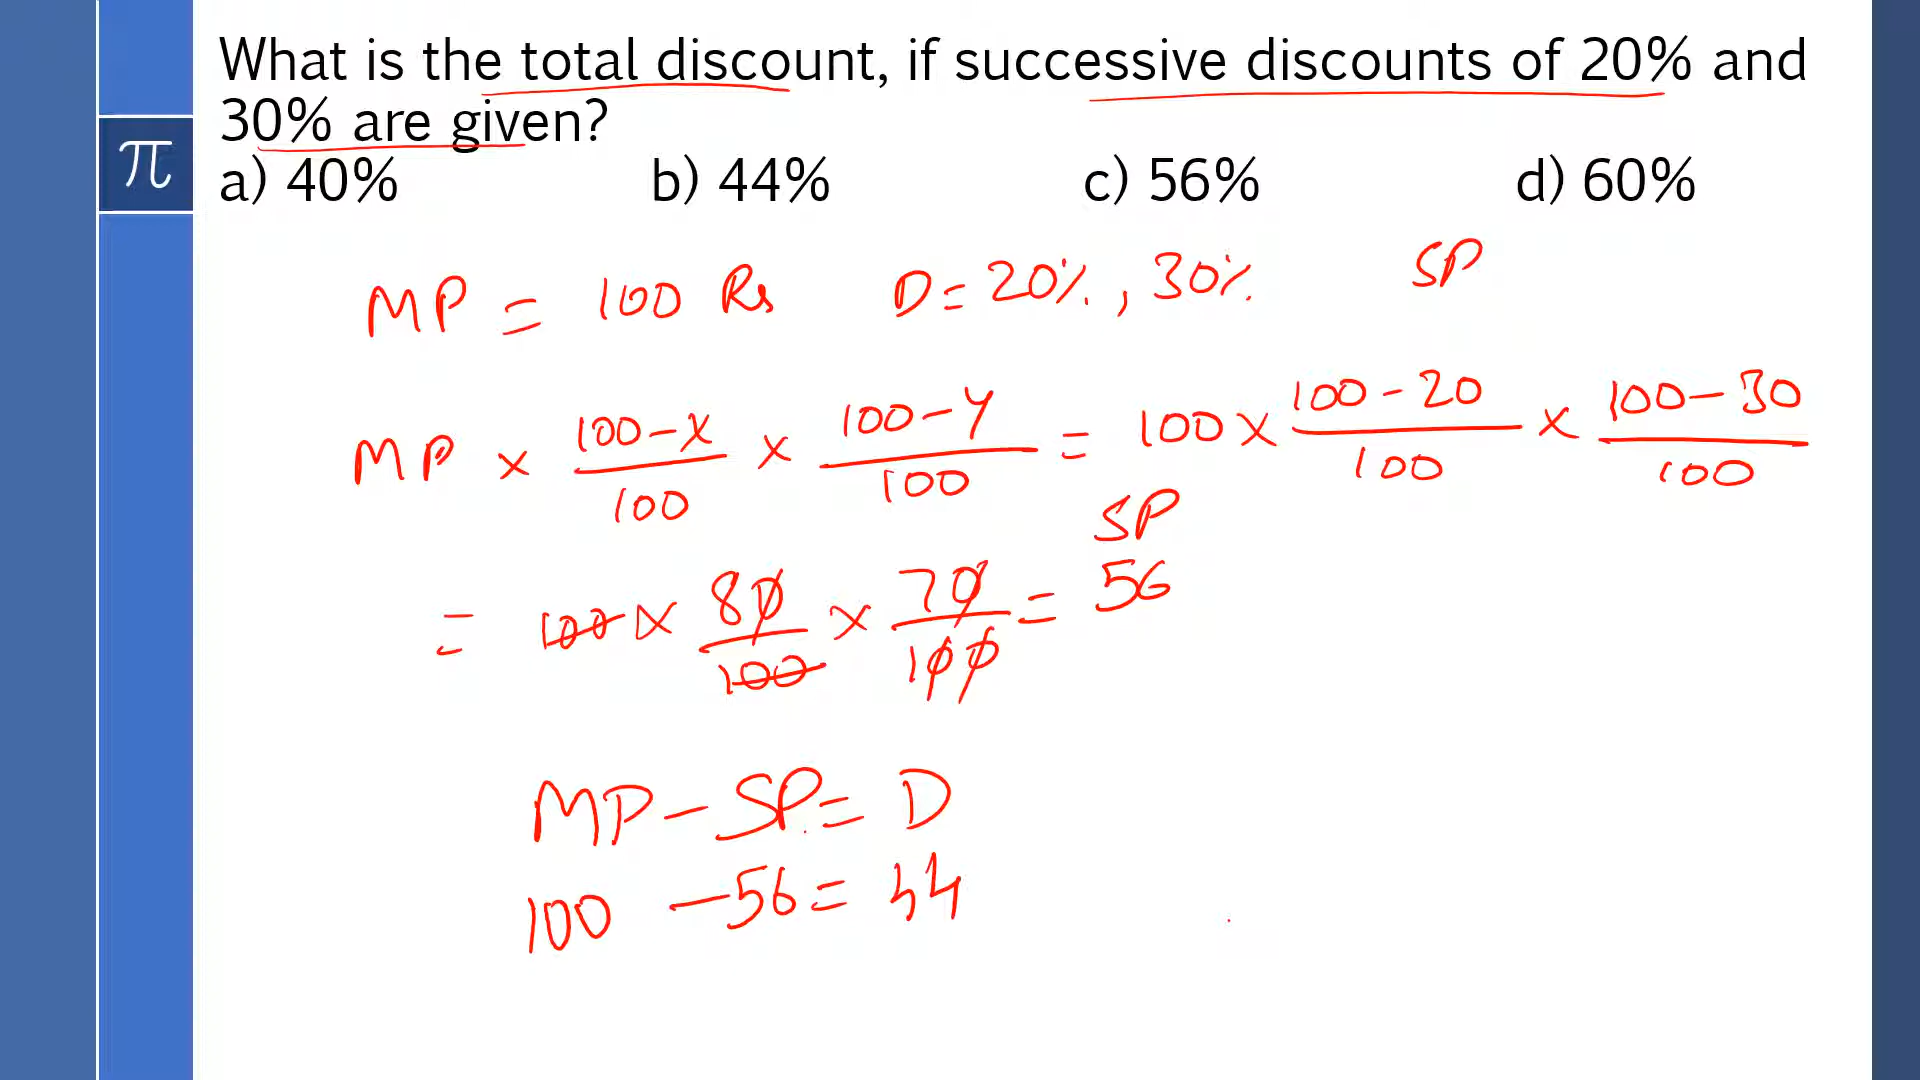 What is the total discount, if successive discounts of 20% and
30% are given?
π
a) 40% b) 44% c) 56% d) 60%
MP = 100 Rs D = 20%, 30% SP
MP × (100-x)/100 × (100-y)/100 = 100 × (100-20)/100 × (100-30)/100
SP
= 100 × 80/100 × 70/100 = 56
MP - SP = D
100 - 56 = 44